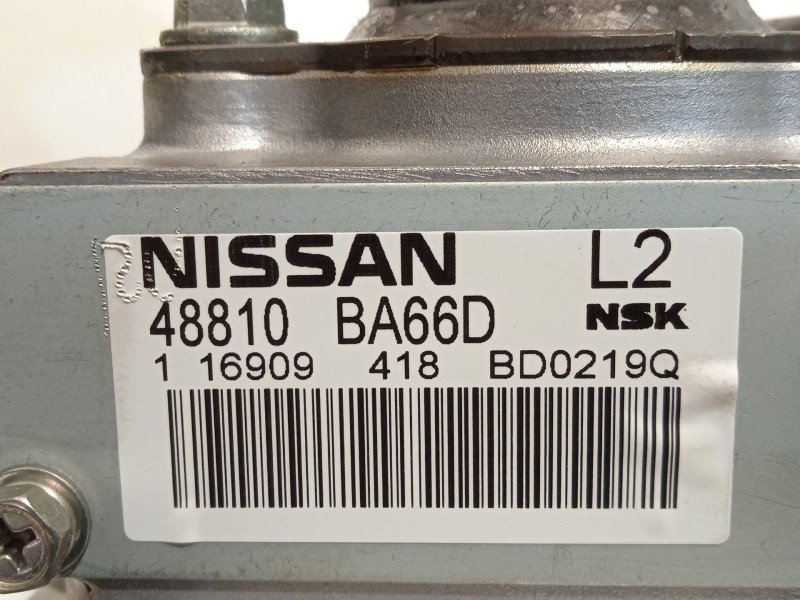 NISSAN L2
48810 BA66D NSK
1 16909 418 BD0219Q